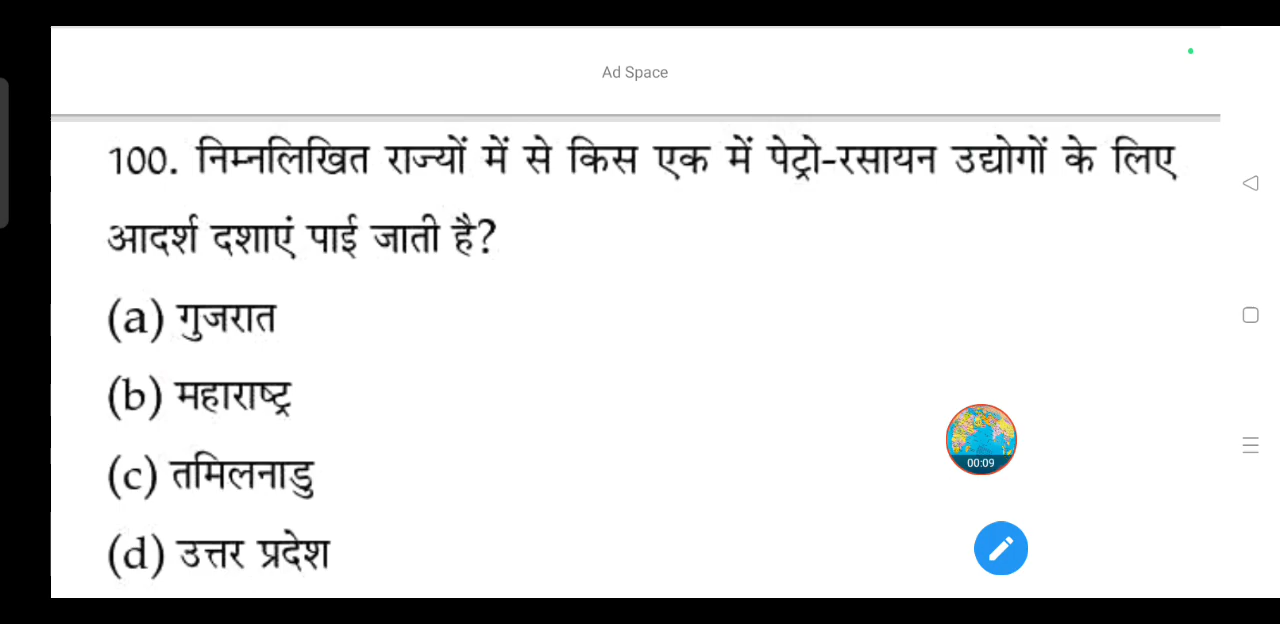 Ad Space
100. निम्नलिखित राज्यों में से किस एक में पेट्रो-रसायन उद्योगों के लिए
आदर्श दशाएं पाई जाती है?
(a) गुजरात
(b) महाराष्ट्र
(c) तमिलनाडु
00:09
(d) उत्तर प्रदेश